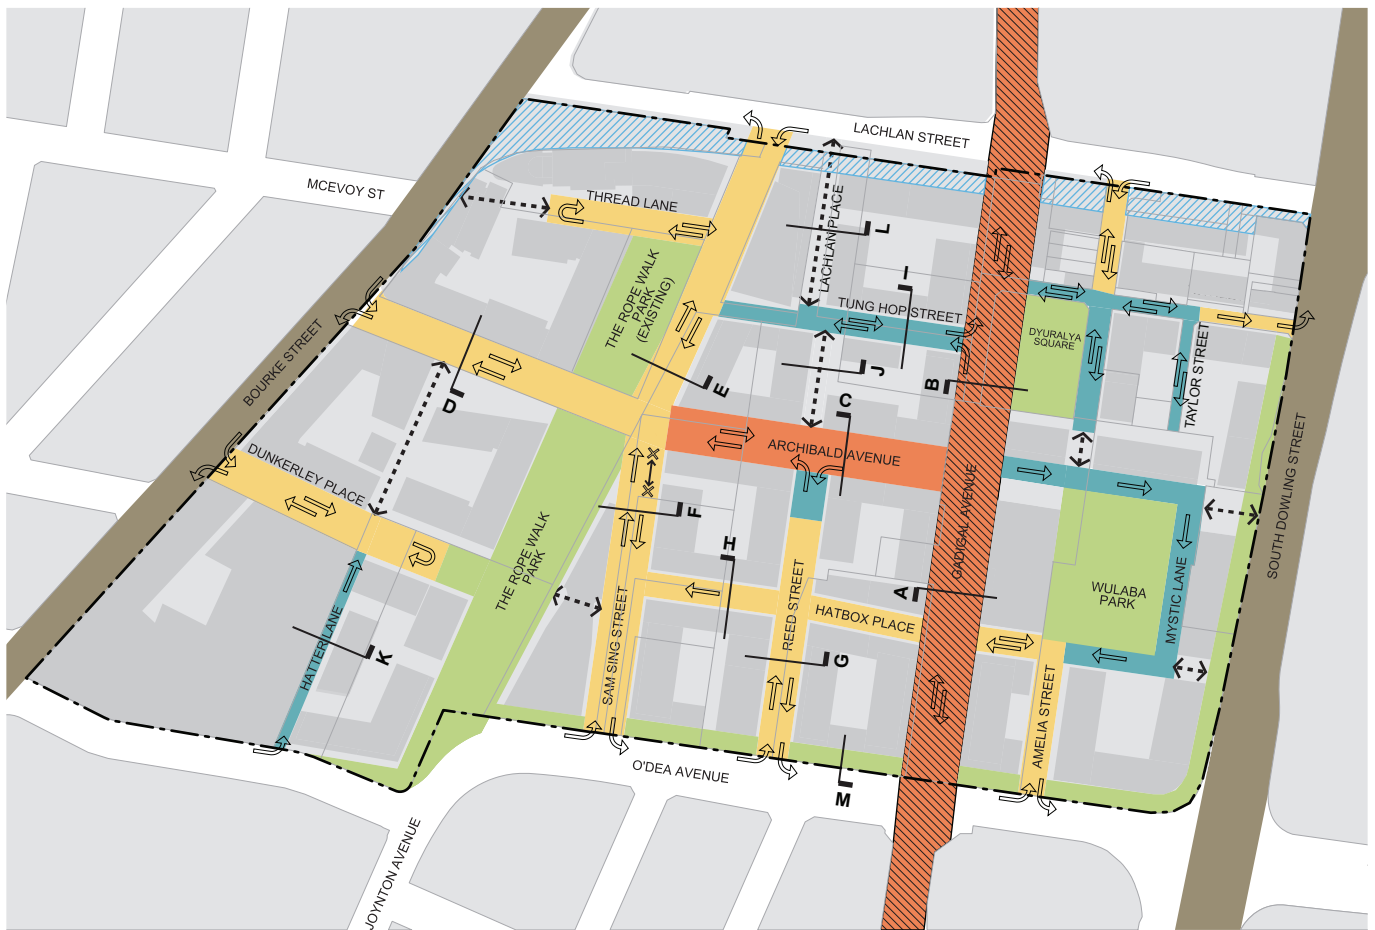 LACHLAN STREET
MCEVOY ST
THREAD LANE
LACHLAN PLACE
L
I
THE ROPE WALK
PARK
(EXISTING)
TUNG HOP STREET
DYURALYA
SQUARE
TAYLOR STREET
BOURKE STREET
D
E
J
B
C
ARCHIBALD AVENUE
GADIGAL AVENUE
SOUTH DOWLING STREET
DUNKERLEY PLACE
F
H
THE ROPE WALK
PARK
A
WULABA
PARK
MYSTIC LANE
REED STREET
HATBOX PLACE
HATTER LANE
K
SAM SING STREET
G
AMELIA STREET
O'DEA AVENUE
M
JOYNTON AVENUE